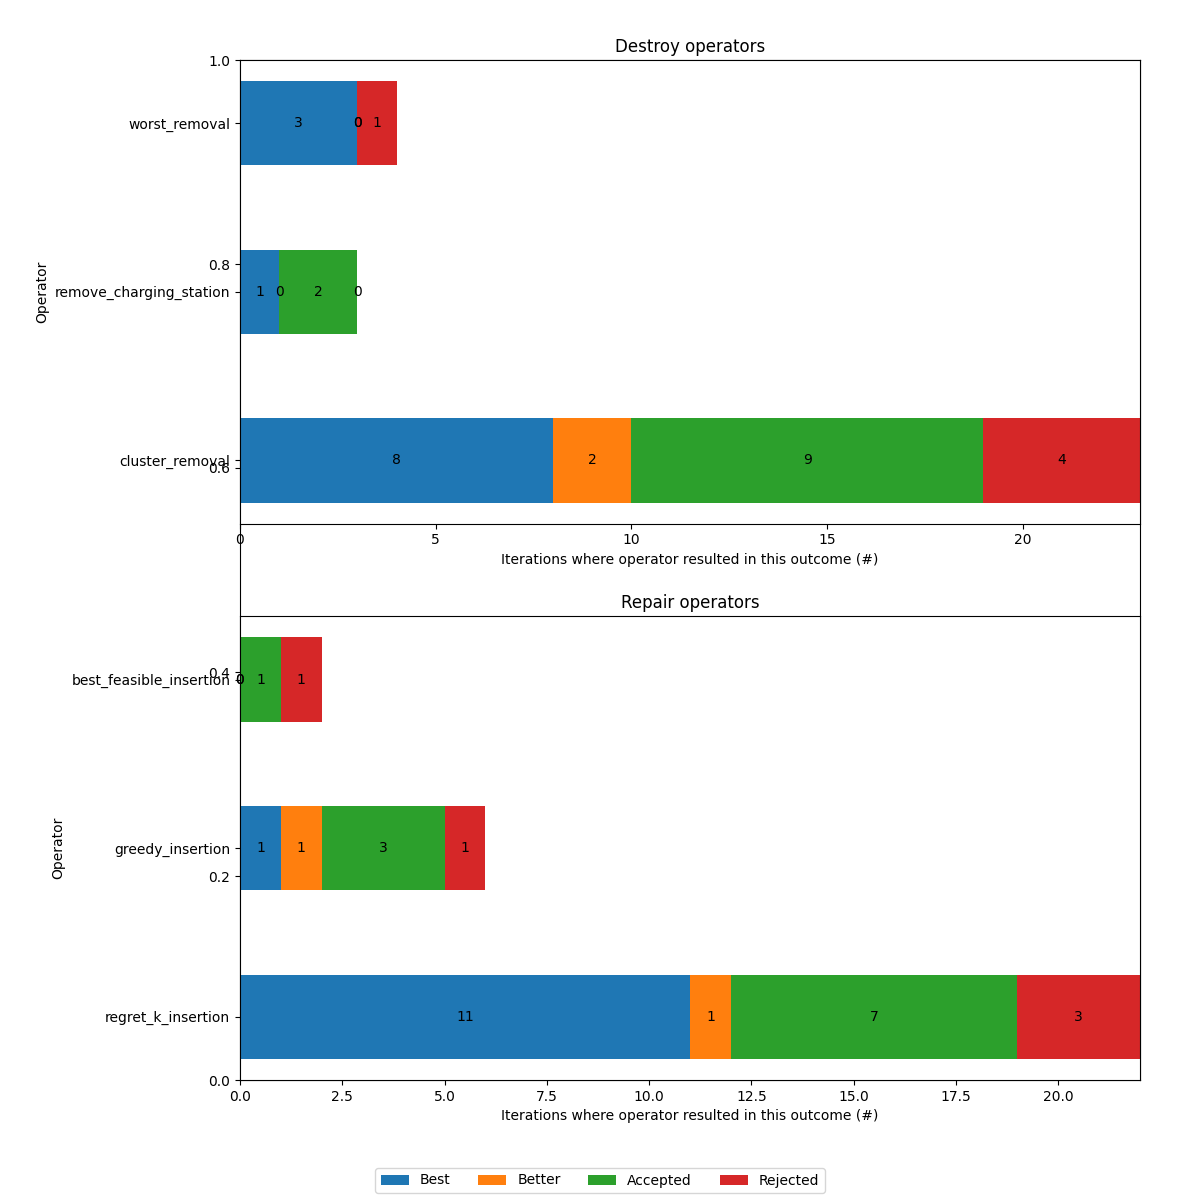 Destroy operators
1.0
worst_removal 3 0 0 1
0.8
Operator
remove_charging_station 1 0 2 0
cluster_removal 8 2 9 4
0.6
0 5 10 15 20
Iterations where operator resulted in this outcome (#)
Repair operators
0.4
best_feasible_insertion 0 0 1 1
Operator
greedy_insertion 1 1 3 1
0.2
regret_k_insertion 11 1 7 3
0.0
0.0 2.5 5.0 7.5 10.0 12.5 15.0 17.5 20.0
Iterations where operator resulted in this outcome (#)
Best Better Accepted Rejected